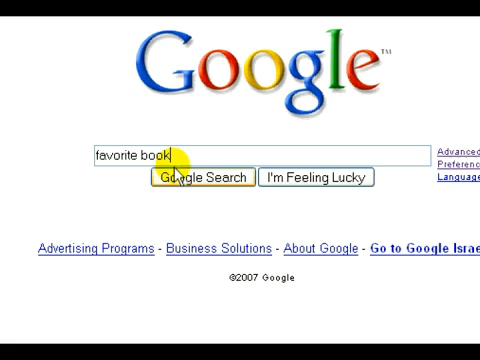 Google™
favorite book
Advanced
Preferenc
Google Search I'm Feeling Lucky
Language
Advertising Programs - Business Solutions - About Google - Go to Google Israe
©2007 Google